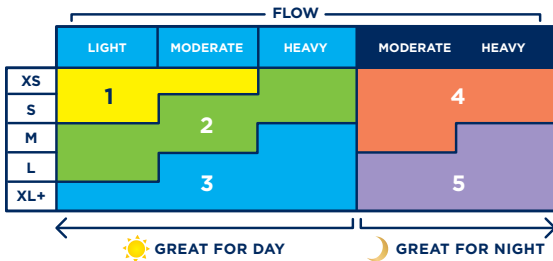 FLOW
LIGHT MODERATE HEAVY MODERATE HEAVY
XS
1
4
S
2
M
L
3
5
XL+
GREAT FOR DAY GREAT FOR NIGHT